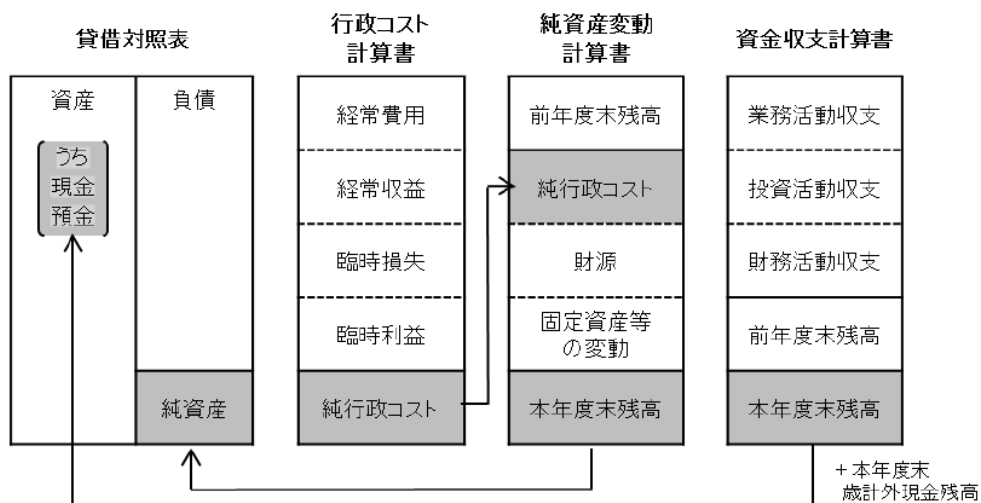 貸借対照表
資産
負債
うち
現金
預金
純資産
行政コスト
計算書
経常費用
経常収益
臨時損失
臨時利益
純行政コスト
純資産変動
計算書
前年度末残高
純行政コスト
財源
固定資産等
の変動
本年度末残高
資金収支計算書
業務活動収支
投資活動収支
財務活動収支
前年度末残高
本年度末残高
+本年度末
歳計外現金残高